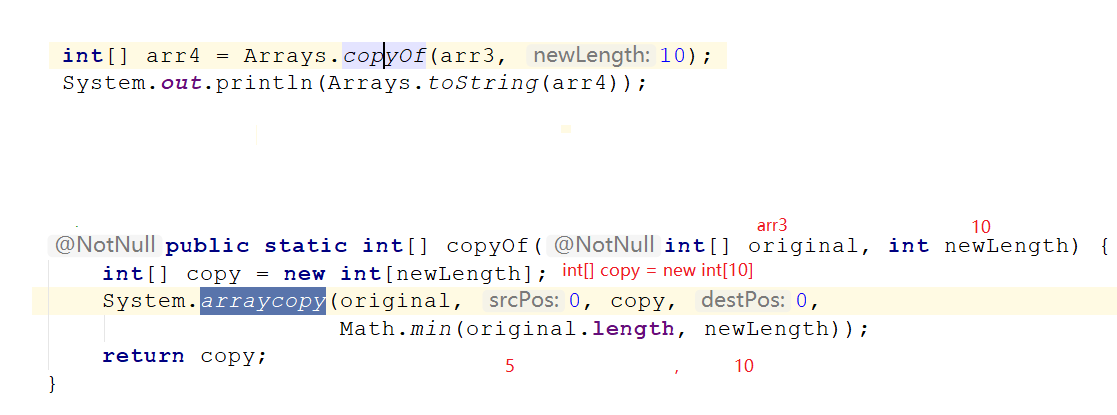 int[] arr4 = Arrays.copyOf(arr3, newLength: 10);
System.out.println(Arrays.toString(arr4));
arr3 10
@NotNull public static int[] copyOf( @NotNull int[] original, int newLength) {
int[] copy = new int[newLength]; int[] copy = new int[10]
System.arraycopy(original, srcPos: 0, copy, destPos: 0,
Math.min(original.length, newLength));
return copy;
5 , 10
}